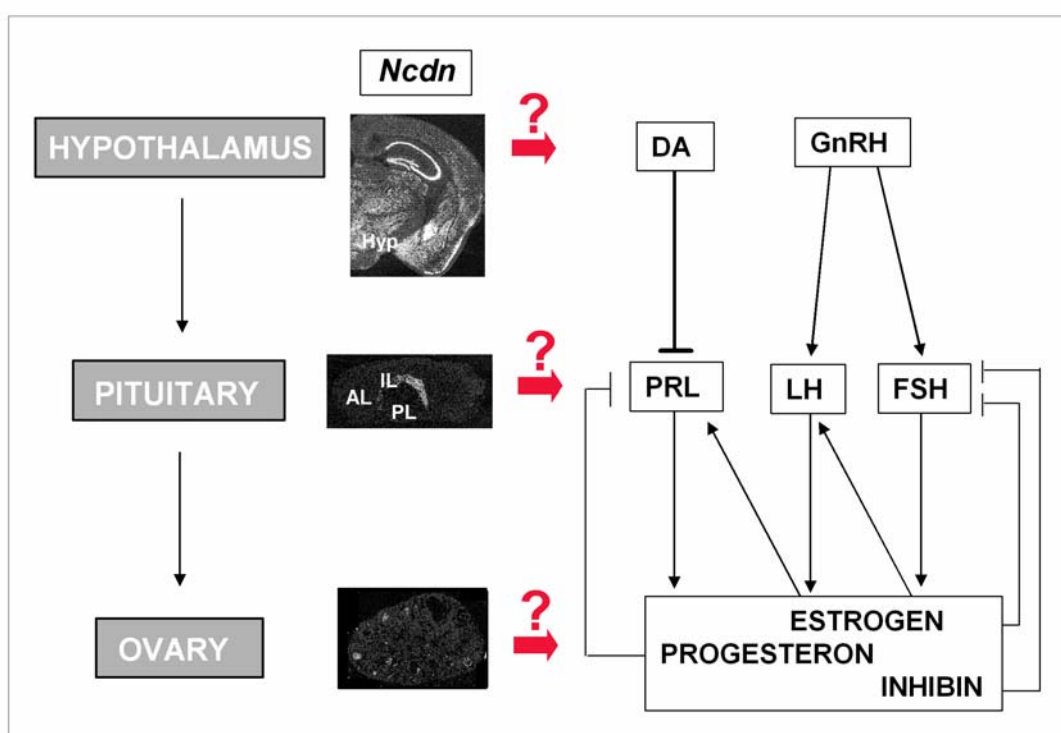 Ncdn
HYPOTHALAMUS
Hyp
?
DA
GnRH
PITUITARY
IL
AL
PL
?
PRL
LH
FSH
OVARY
?
ESTROGEN
PROGESTERON
INHIBIN